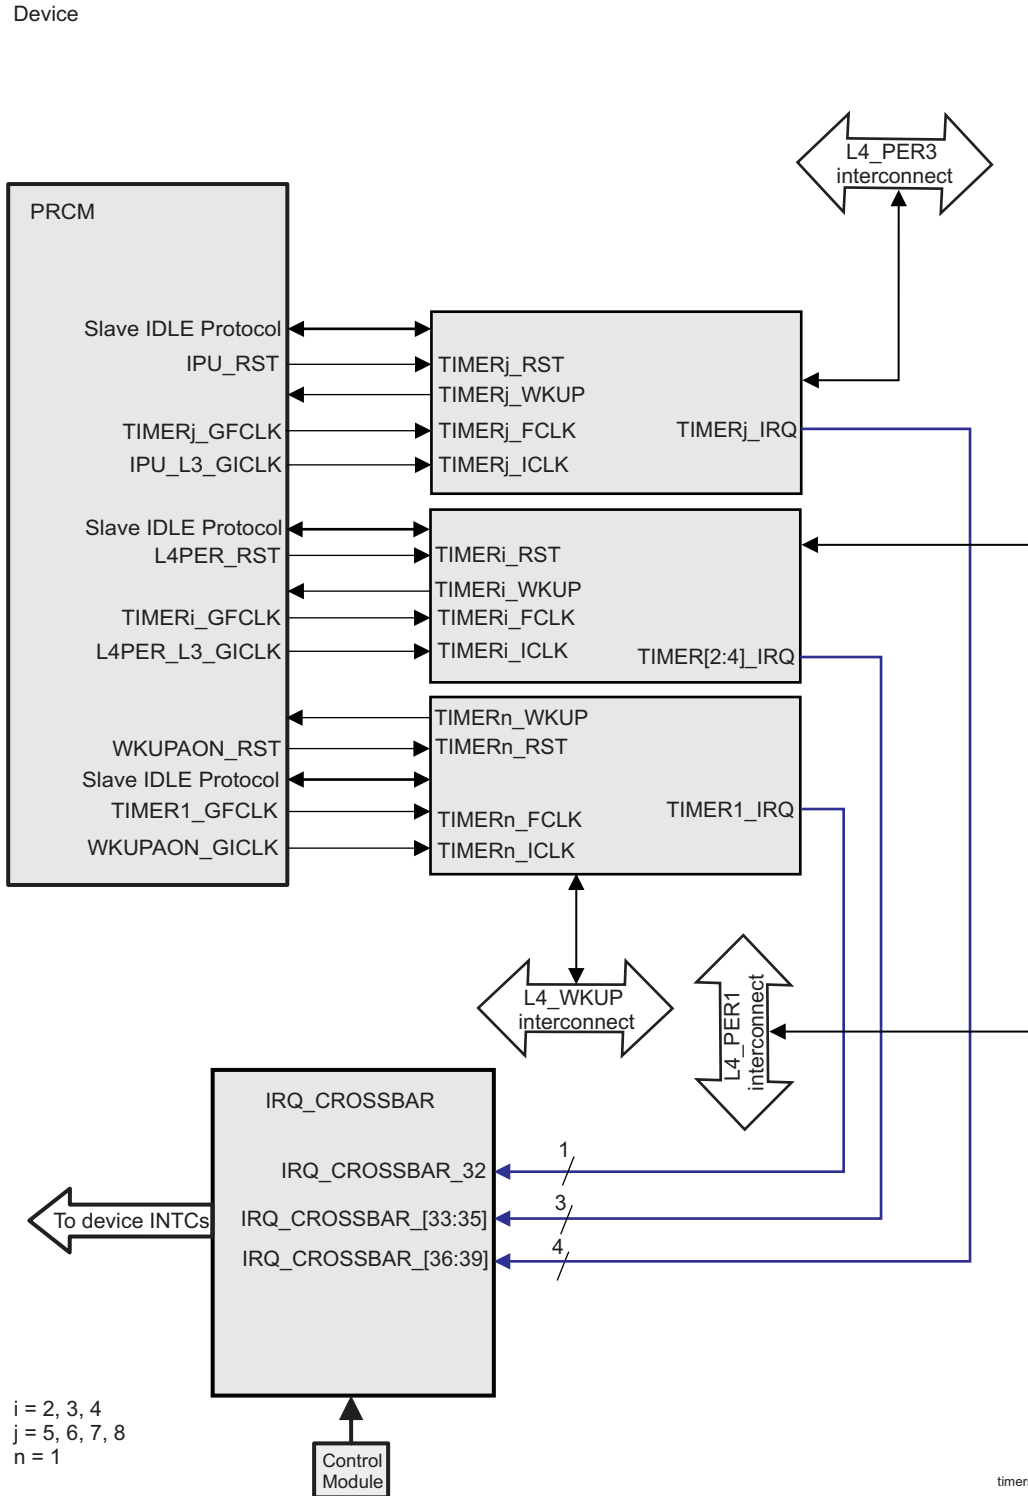 Device
L4_PER3
interconnect
PRCM
Slave IDLE Protocol
IPU_RST
TIMERj_GFCLK
IPU_L3_GICLK
TIMERj_RST
TIMERj_WKUP
TIMERj_FCLK
TIMERj_ICLK
TIMERj_IRQ
Slave IDLE Protocol
L4PER_RST
TIMERi_GFCLK
L4PER_L3_GICLK
TIMERi_RST
TIMERi_WKUP
TIMERi_FCLK
TIMERi_ICLK
TIMER[2:4]_IRQ
WKUPAON_RST
Slave IDLE Protocol
TIMER1_GFCLK
WKUPAON_GICLK
TIMERn_WKUP
TIMERn_RST
TIMERn_FCLK
TIMERn_ICLK
TIMER1_IRQ
L4_WKUP
interconnect
L4_PER1
interconnect
IRQ_CROSSBAR
IRQ_CROSSBAR_32
IRQ_CROSSBAR_[33:35]
IRQ_CROSSBAR_[36:39]
1
3
4
To device INTCs
i = 2, 3, 4
j = 5, 6, 7, 8
n = 1
Control
Module
timers